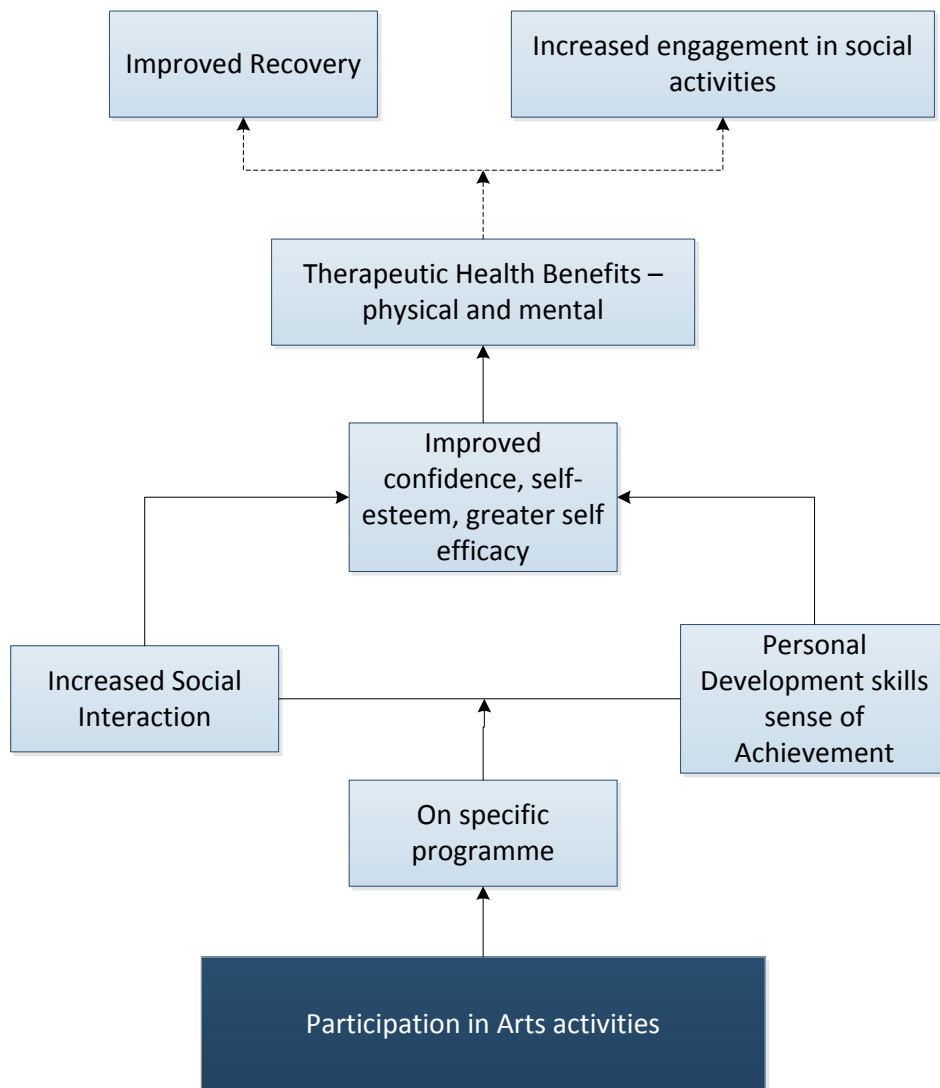 Improved Recovery
Increased engagement in social
activities
Therapeutic Health Benefits –
physical and mental
Improved
confidence, self-
esteem, greater self
efficacy
Increased Social
Interaction
Personal
Development skills
sense of
Achievement
On specific
programme
Participation in Arts activities